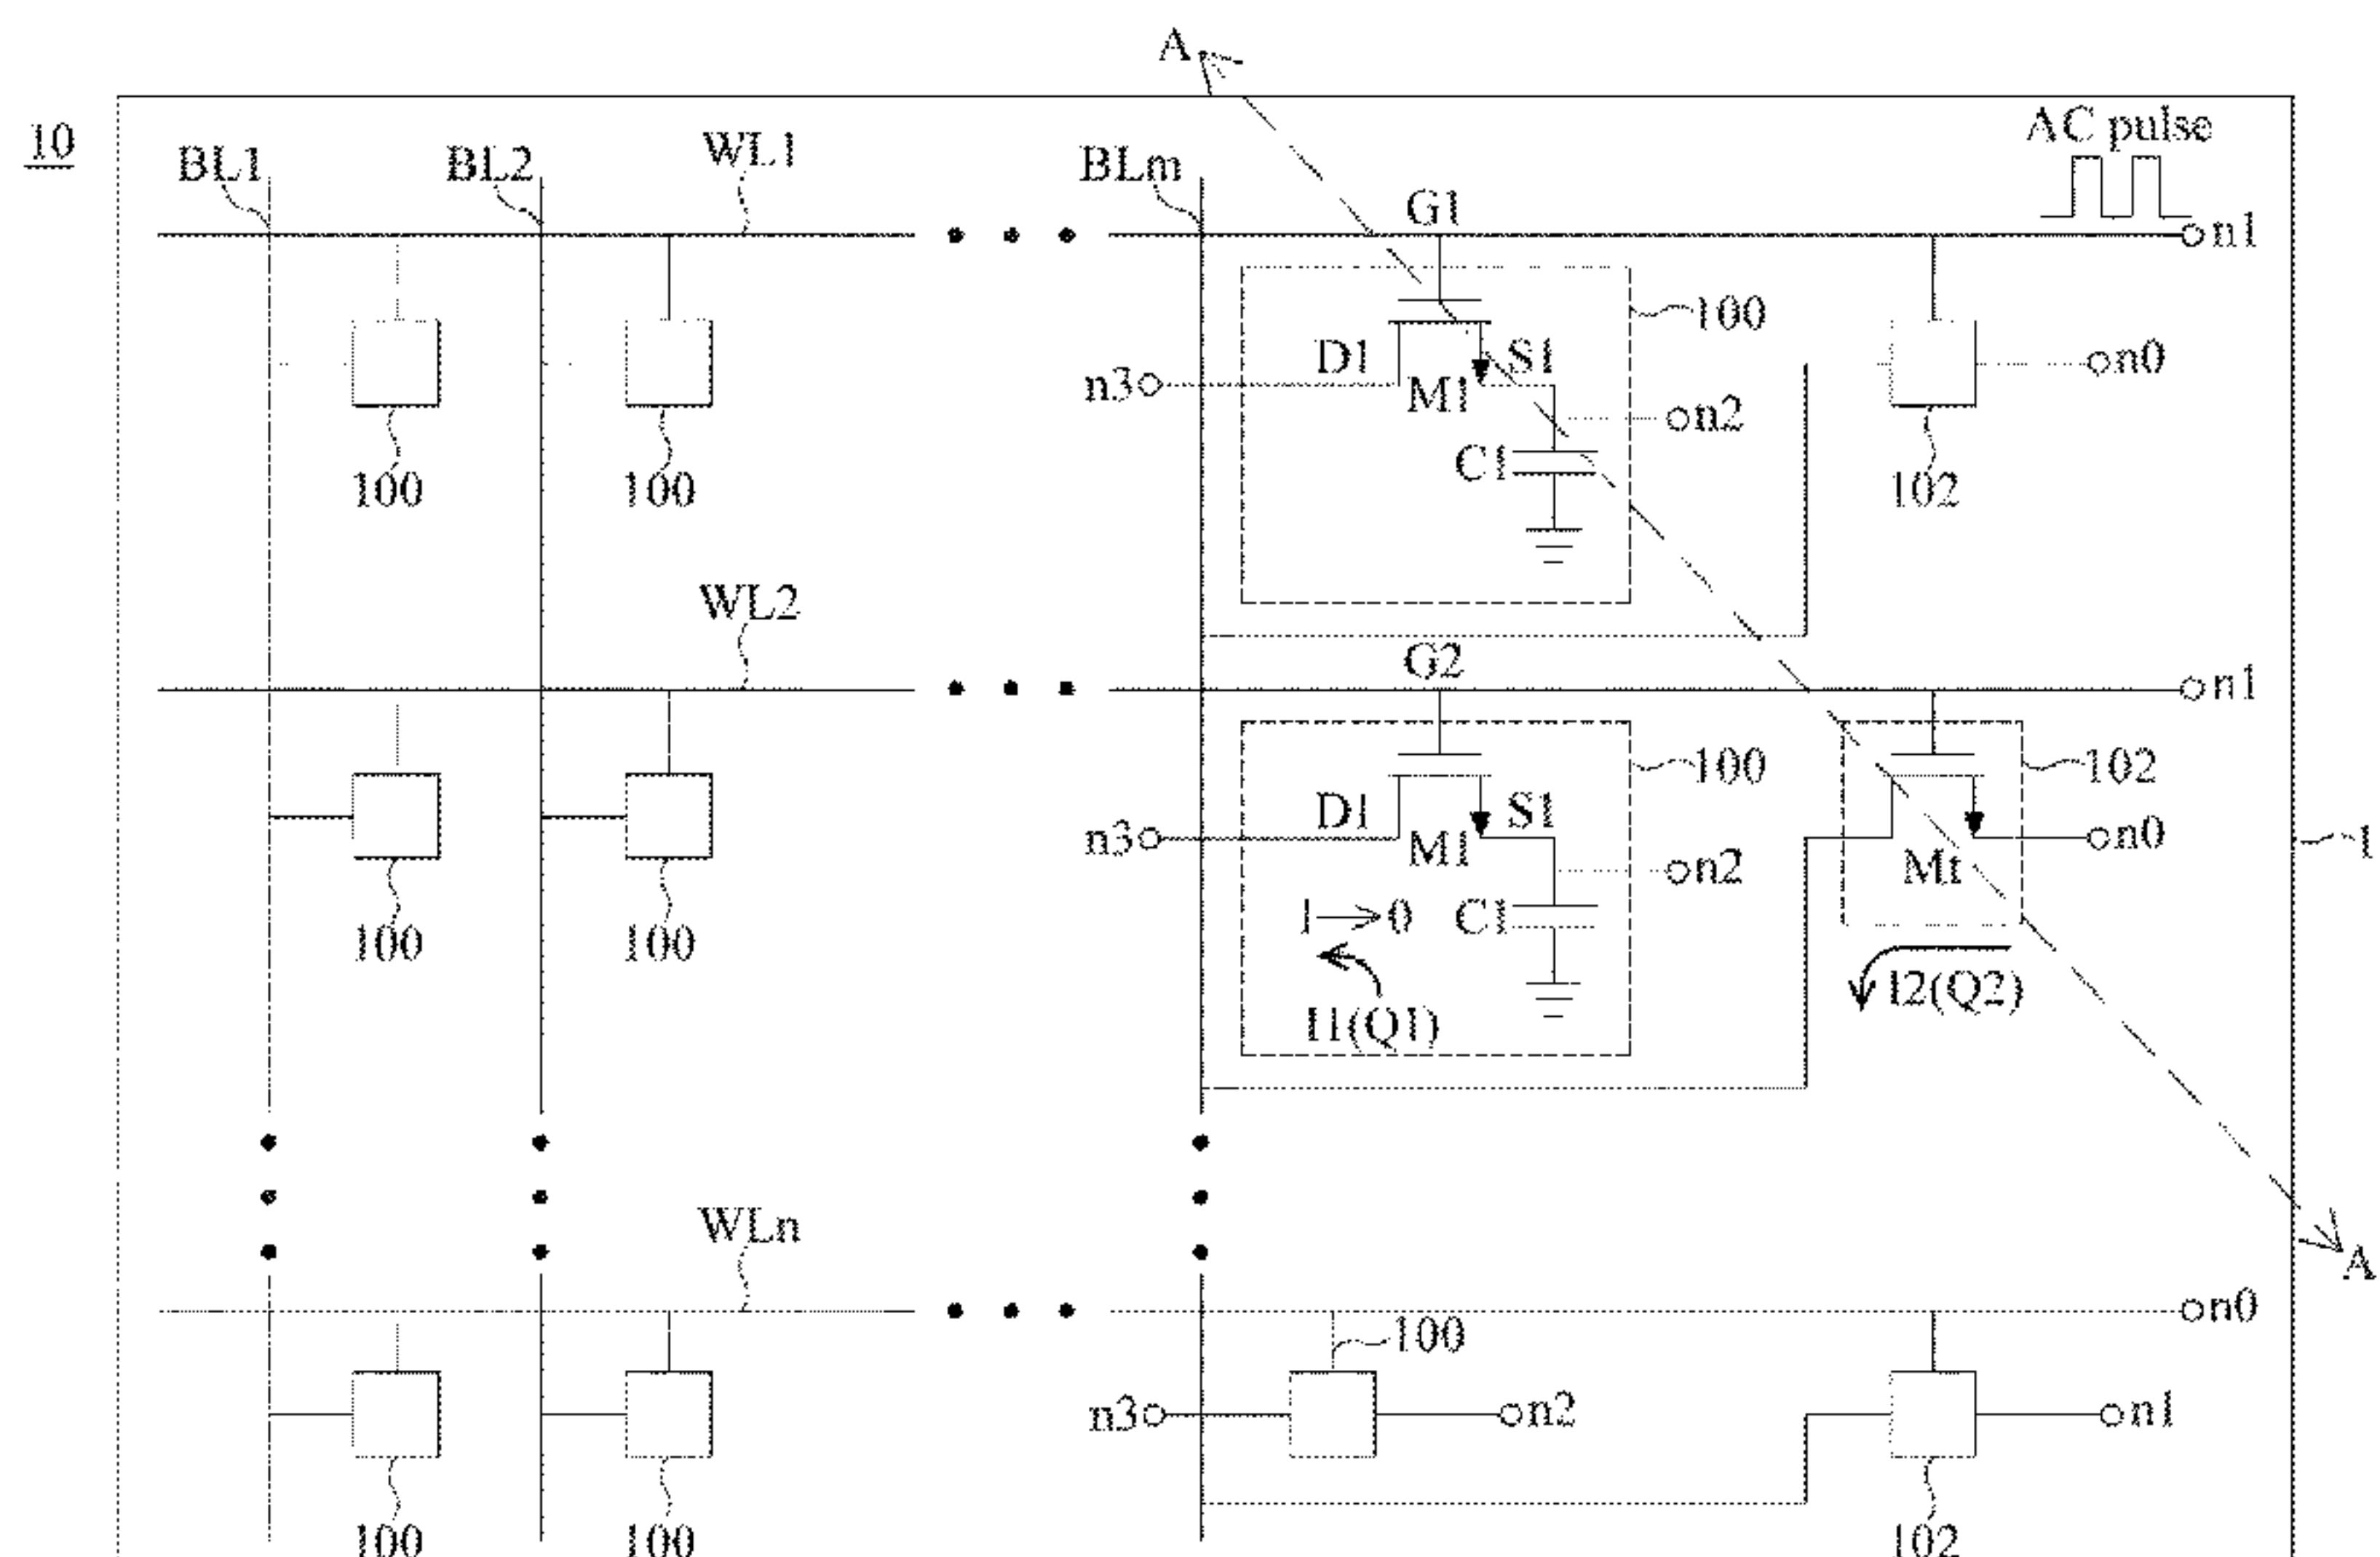 A
10
AC pulse
BL1
BL2
WL1
BLm
G1
n1
100
D1
S1
n3
M1
n0
n2
C1
100
100
102
WL2
G2
n1
100
102
D1
S1
n3
M1
n0
1
Mt
n2
1 → 0
C1
100
100
I2(Q2)
I1(Q1)
WLn
A
n0
100
n3
n2
n1
100
100
102